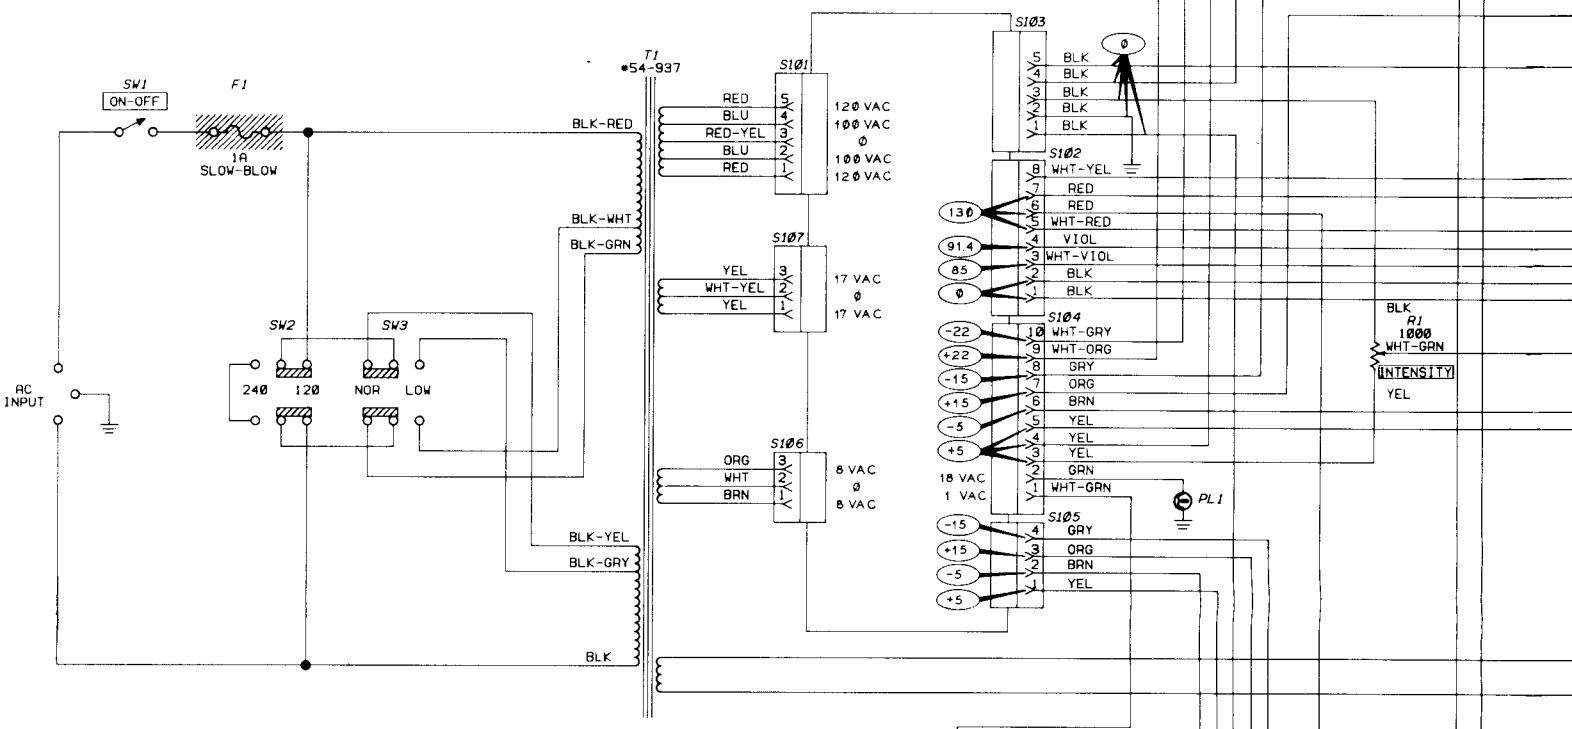 SW1
ON-OFF
F1
1A
SLOW-BLOW
AC
INPUT
SW2
SW3
240
120
NOR
LOW
T1
#54-937
BLK-RED
BLK-WHT
BLK-GRN
BLK-YEL
BLK-GRY
BLK
S101
RED 5 120 VAC
BLU 4 100 VAC
RED-YEL 3 Ø
BLU 2 100 VAC
RED 1 120 VAC
S107
YEL 3 17 VAC
WHT-YEL 2 Ø
YEL 1 17 VAC
S106
ORG 3 8 VAC
WHT 2 Ø
BRN 1 8 VAC
S103
Ø
5 BLK
4 BLK
3 BLK
2 BLK
1 BLK
S102
8 WHT-YEL
7 RED
130
6 RED
5 WHT-RED
91.4
4 VIOL
85
3 WHT-VIOL
Ø
2 BLK
1 BLK
S104
-22
10 WHT-GRY
+22
9 WHT-ORG
-15
8 GRY
+15
7 ORG
-5
6 BRN
+5
5 YEL
4 YEL
3 YEL
18 VAC 2 GRN
1 VAC 1 WHT-GRN
S105
-15
4 GRY
+15
3 ORG
-5
2 BRN
+5
1 YEL
BLK
R1
1000
WHT-GRN
INTENSITY
YEL
PL1